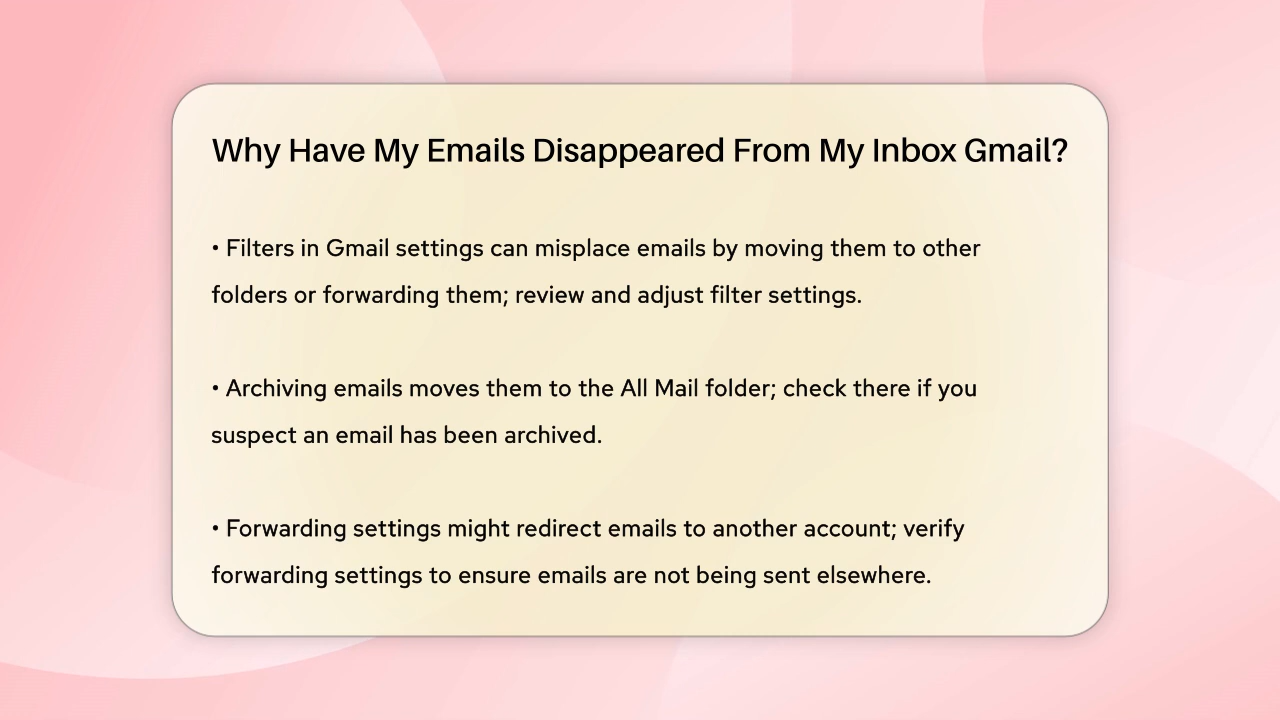 Why Have My Emails Disappeared From My Inbox Gmail?
• Filters in Gmail settings can misplace emails by moving them to other
folders or forwarding them; review and adjust filter settings.
• Archiving emails moves them to the All Mail folder; check there if you
suspect an email has been archived.
• Forwarding settings might redirect emails to another account; verify
forwarding settings to ensure emails are not being sent elsewhere.